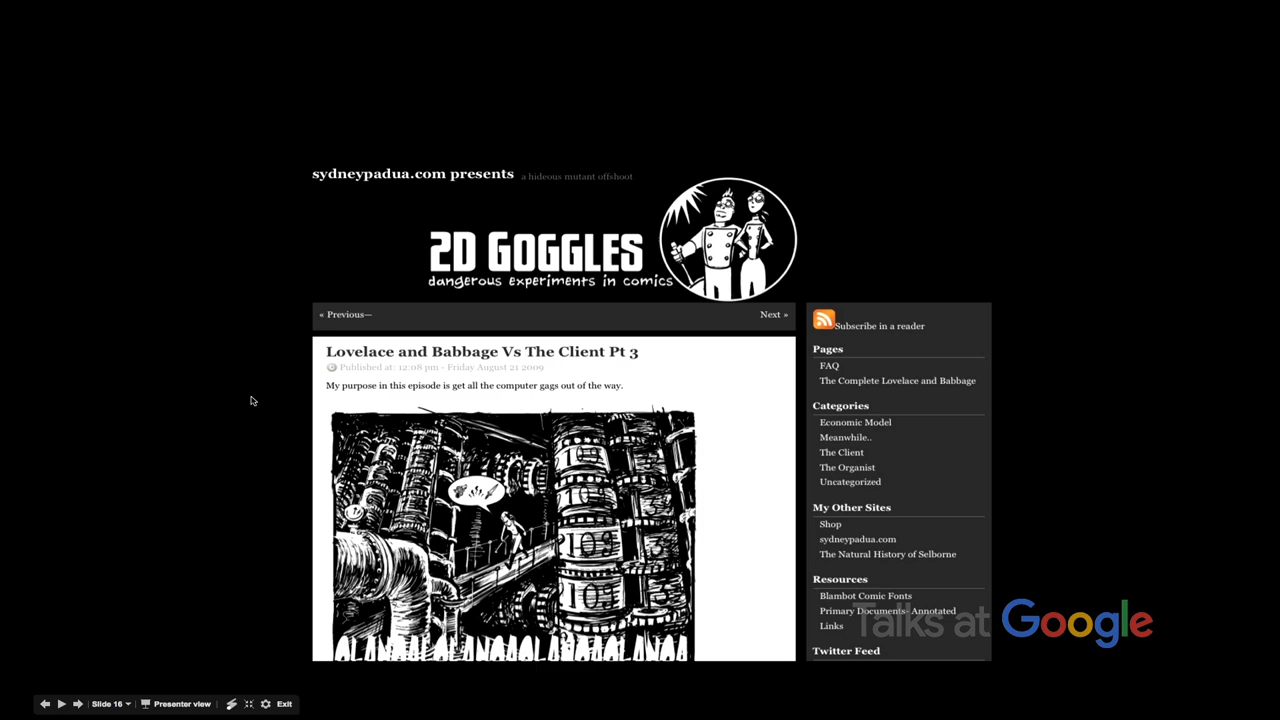 sydneypadua.com presents a hideous mutant offshoot
2D GOGGLES
dangerous experiments in comics
« Previous—
Next »
Lovelace and Babbage Vs The Client Pt 3
Published at: 12:08 pm - Friday August 21 2009
My purpose in this episode is get all the computer gags out of the way.
Subscribe in a reader
Pages
FAQ
The Complete Lovelace and Babbage
Categories
Economic Model
Meanwhile..
The Client
The Organist
Uncategorized
My Other Sites
Shop
sydneypadua.com
The Natural History of Selborne
Resources
Blambot Comic Fonts
Primary Documents- Annotated
Links
Twitter Feed
Talks at Google
Slide 16
Presenter view
Exit